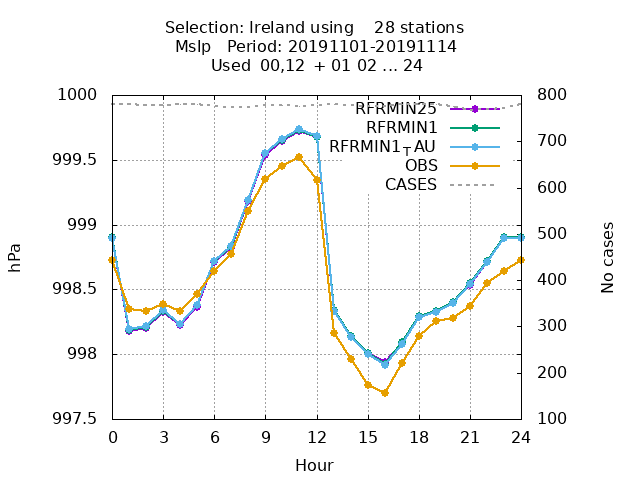 Selection: Ireland using    28 stations
Mslp   Period: 20191101-20191114
Used  00,12  + 01 02 ... 24
1000
999.5
999
998.5
998
997.5
hPa
800
700
600
500
400
300
200
100
No cases
RFRMIN25
RFRMIN1
RFRMIN1┬AU
OBS
CASES
0 3 6 9 12 15 18 21 24
Hour